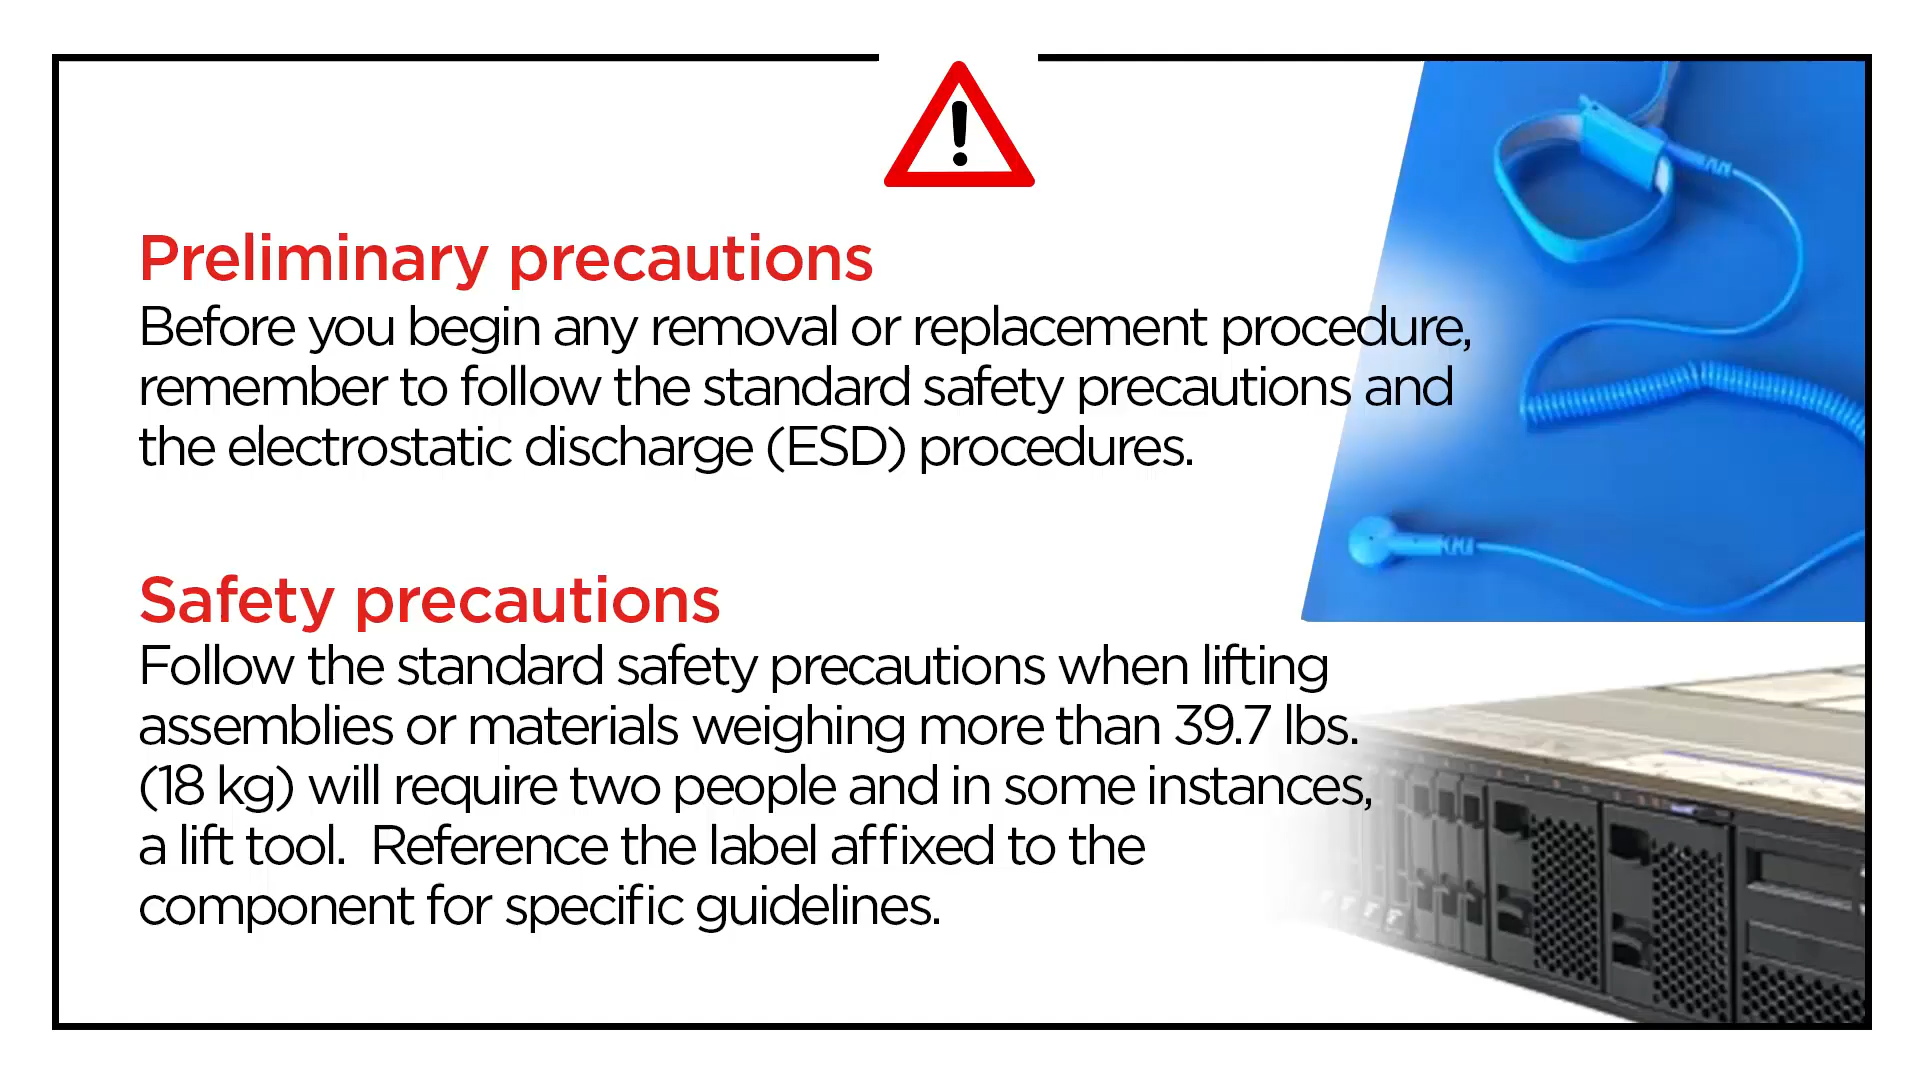 Preliminary precautions
Before you begin any removal or replacement procedure,
remember to follow the standard safety precautions and
the electrostatic discharge (ESD) procedures.
Safety precautions
Follow the standard safety precautions when lifting
assemblies or materials weighing more than 39.7 lbs.
(18 kg) will require two people and in some instances,
a lift tool.  Reference the label affixed to the
component for specific guidelines.